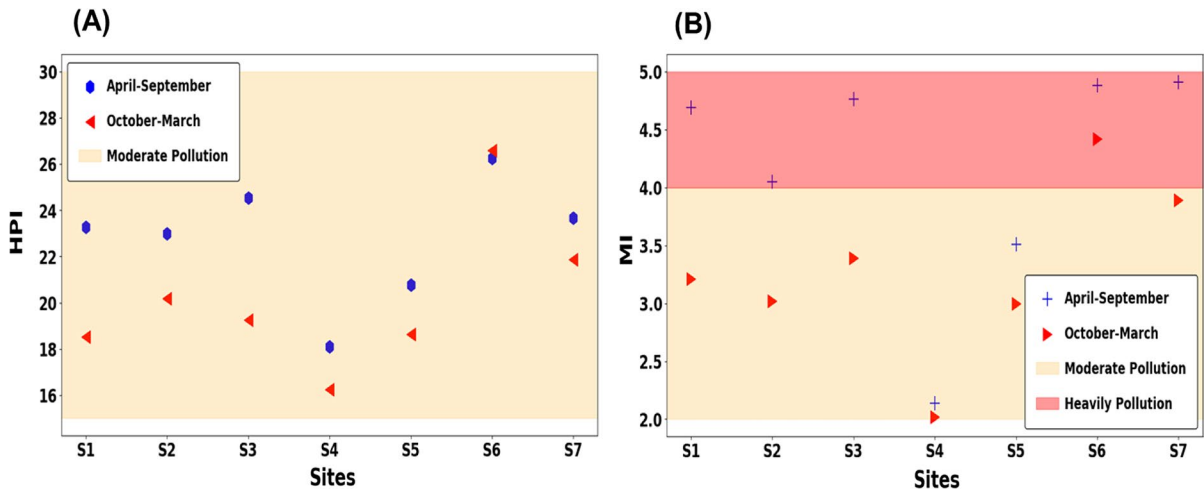 (A)
April-September
October-March
Moderate Pollution
HPI
30
28
26
24
22
20
18
16
S1 S2 S3 S4 S5 S6 S7
Sites
(B)
MI
5.0
4.5
4.0
3.5
3.0
2.5
2.0
April-September
October-March
Moderate Pollution
Heavily Pollution
S1 S2 S3 S4 S5 S6 S7
Sites